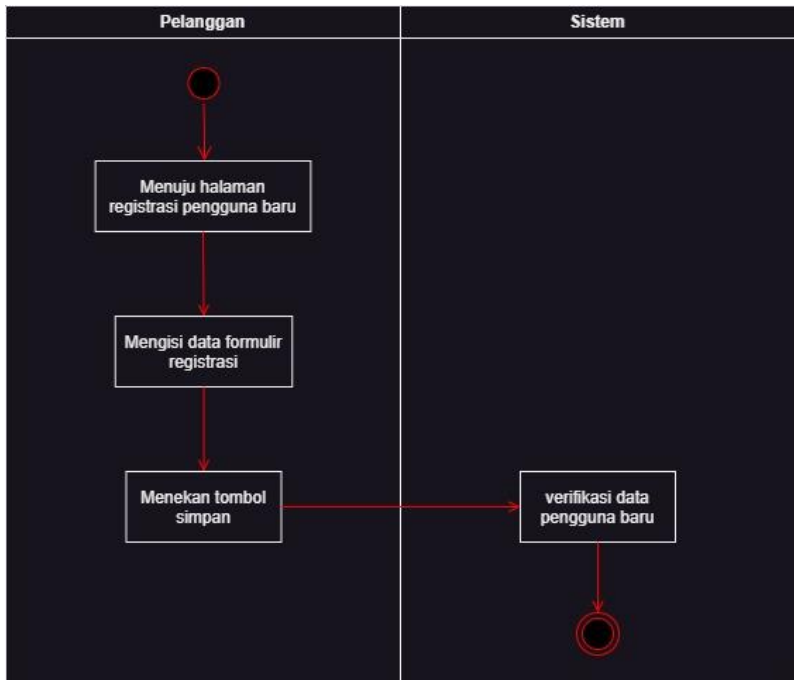 Pelanggan
Sistem
Menuju halaman
registrasi pengguna baru
Mengisi data formulir
registrasi
Menekan tombol
simpan
verifikasi data
pengguna baru